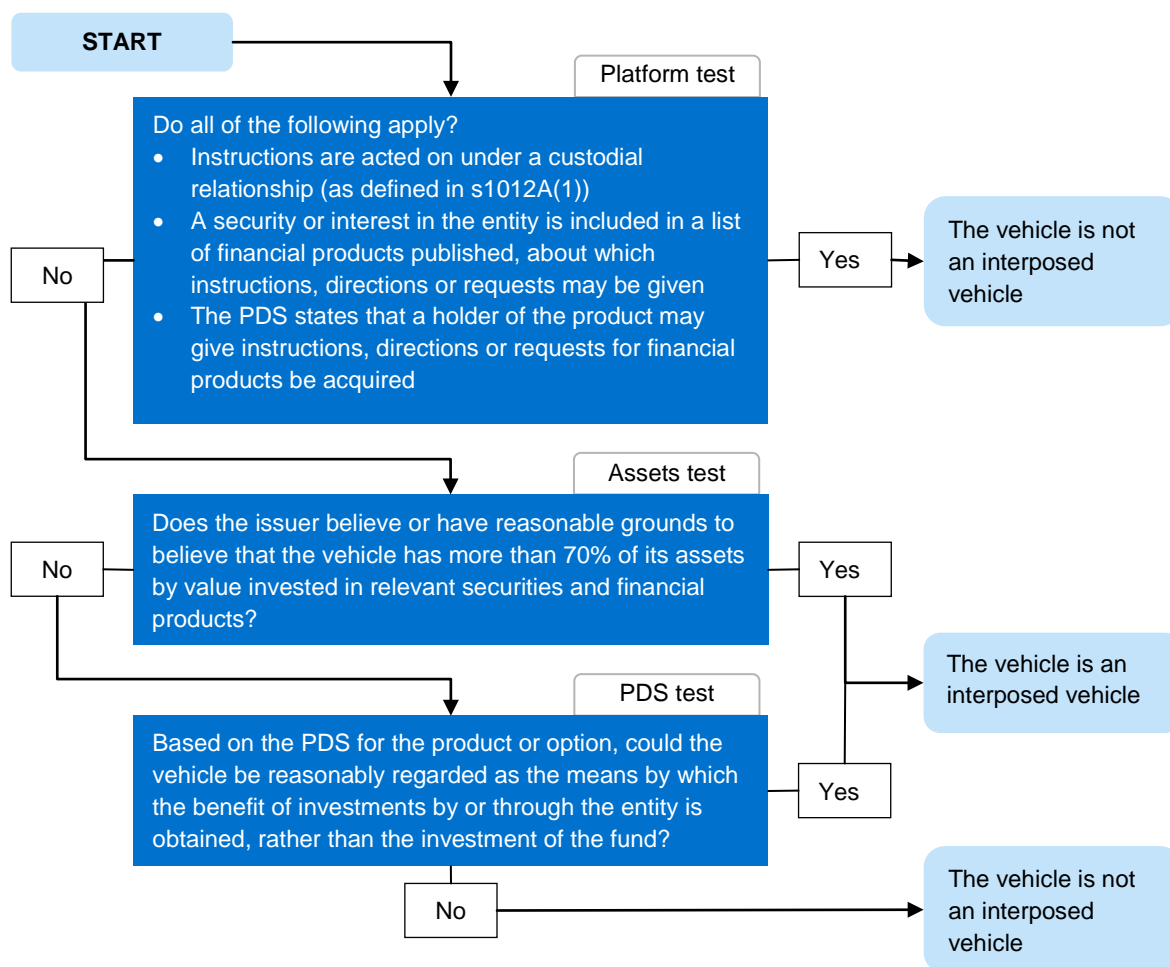 START
Platform test
Do all of the following apply?
• Instructions are acted on under a custodial
relationship (as defined in s1012A(1))
• A security or interest in the entity is included in a list
of financial products published, about which
instructions, directions or requests may be given
• The PDS states that a holder of the product may
give instructions, directions or requests for financial
products be acquired
No
Yes
The vehicle is not
an interposed
vehicle
Assets test
Does the issuer believe or have reasonable grounds to
believe that the vehicle has more than 70% of its assets
by value invested in relevant securities and financial
products?
No
Yes
The vehicle is an
interposed vehicle
PDS test
Based on the PDS for the product or option, could the
vehicle be reasonably regarded as the means by which
the benefit of investments by or through the entity is
obtained, rather than the investment of the fund?
Yes
No
The vehicle is not
an interposed
vehicle